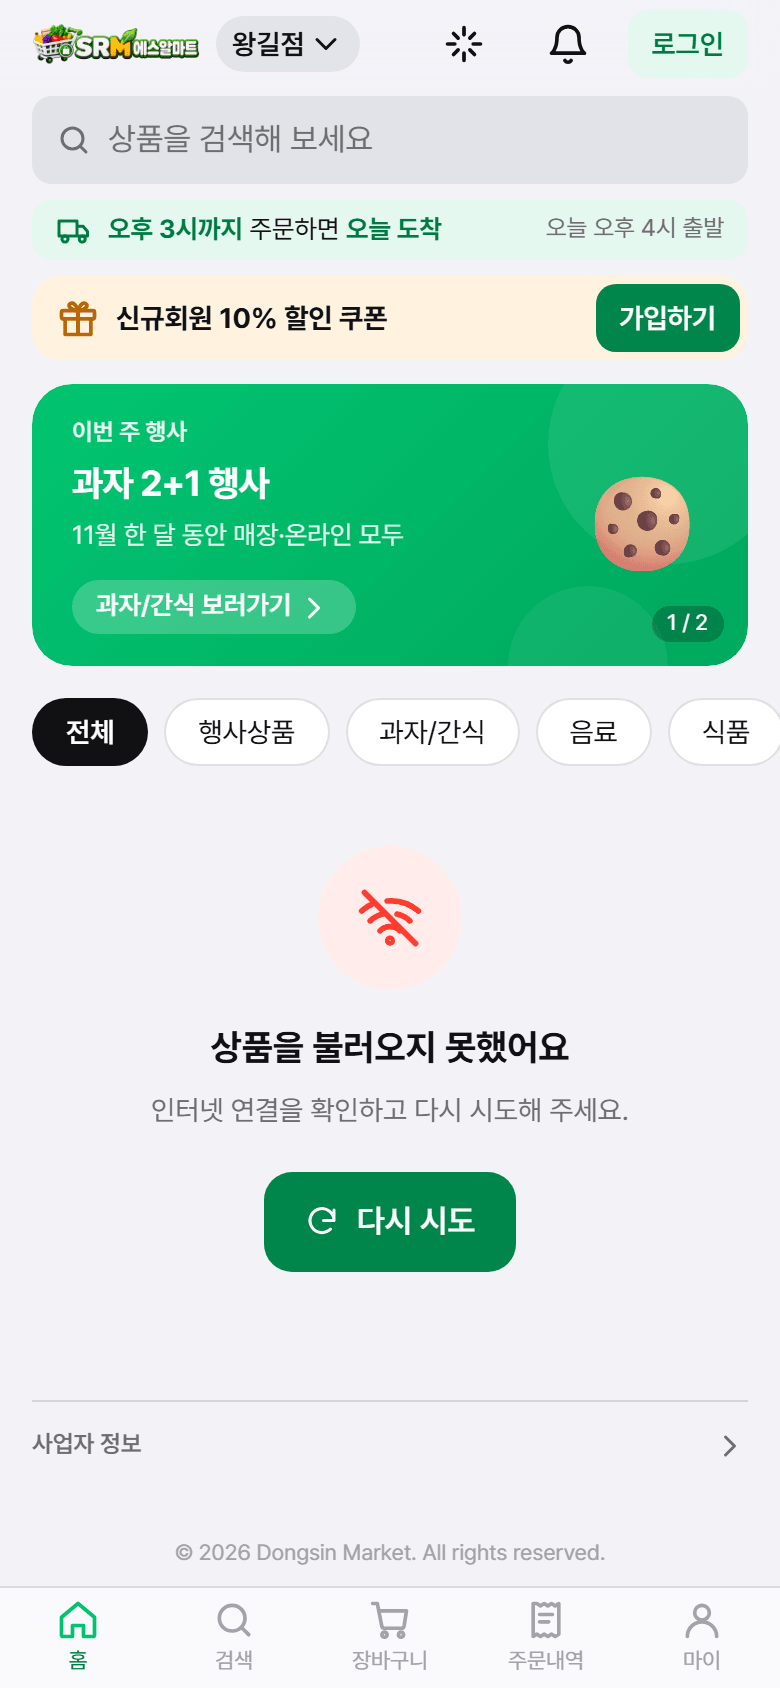 SRM에스알마트
왕길점
로그인
상품을 검색해 보세요
오후 3시까지 주문하면 오늘 도착
오늘 오후 4시 출발
신규회원 10% 할인 쿠폰
가입하기
이번 주 행사
과자 2+1 행사
11월 한 달 동안 매장·온라인 모두
과자/간식 보러가기
1 / 2
전체
행사상품
과자/간식
음료
식품
상품을 불러오지 못했어요
인터넷 연결을 확인하고 다시 시도해 주세요.
다시 시도
사업자 정보
© 2026 Dongsin Market. All rights reserved.
홈
검색
장바구니
주문내역
마이